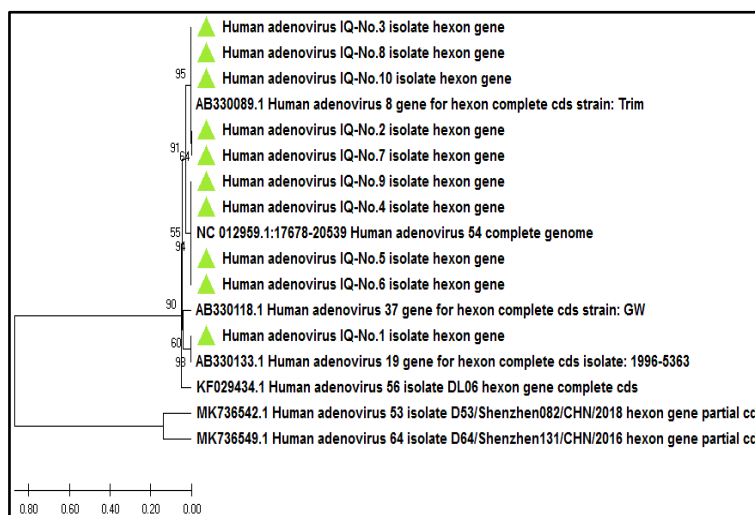 Human adenovirus IQ-No.3 isolate hexon gene
Human adenovirus IQ-No.8 isolate hexon gene
95
Human adenovirus IQ-No.10 isolate hexon gene
AB330089.1 Human adenovirus 8 gene for hexon complete cds strain: Trim
Human adenovirus IQ-No.2 isolate hexon gene
91
64
Human adenovirus IQ-No.7 isolate hexon gene
Human adenovirus IQ-No.9 isolate hexon gene
Human adenovirus IQ-No.4 isolate hexon gene
55
NC 012959.1:17678-20539 Human adenovirus 54 complete genome
94
Human adenovirus IQ-No.5 isolate hexon gene
Human adenovirus IQ-No.6 isolate hexon gene
90
AB330118.1 Human adenovirus 37 gene for hexon complete cds strain: GW
Human adenovirus IQ-No.1 isolate hexon gene
60
AB330133.1 Human adenovirus 19 gene for hexon complete cds isolate: 1996-5363
KF029434.1 Human adenovirus 56 isolate DL06 hexon gene complete cds
MK736542.1 Human adenovirus 53 isolate D53/Shenzhen082/CHN/2018 hexon gene partial
MK736549.1 Human adenovirus 64 isolate D64/Shenzhen131/CHN/2016 hexon gene partial
0.80 0.60 0.40 0.20 0.00